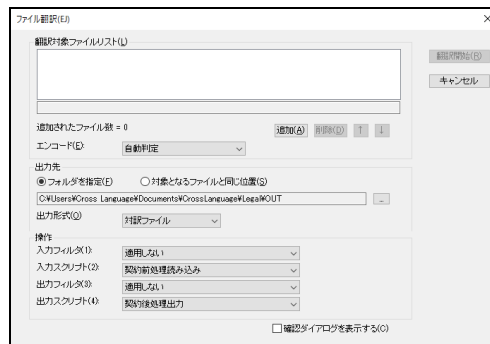 ファイル翻訳(EJ)
翻訳対象ファイルリスト(L)
翻訳開始(R)
キャンセル
追加されたファイル数 = 0
追加(A) 削除(D) ↑ ↓
エンコード(E): 自動判定
出力先
フォルダを指定(F) 対象となるファイルと同じ位置(S)
C:¥Users¥Cross Language¥Documents¥CrossLanguage¥Legal¥OUT ...
出力形式(O) 対訳ファイル
操作
入力フィルタ(1): 適用しない
入力スクリプト(2): 契約前処理読み込み
出力フィルタ(3): 適用しない
出力スクリプト(4): 契約後処理出力
確認ダイアログを表示する(C)